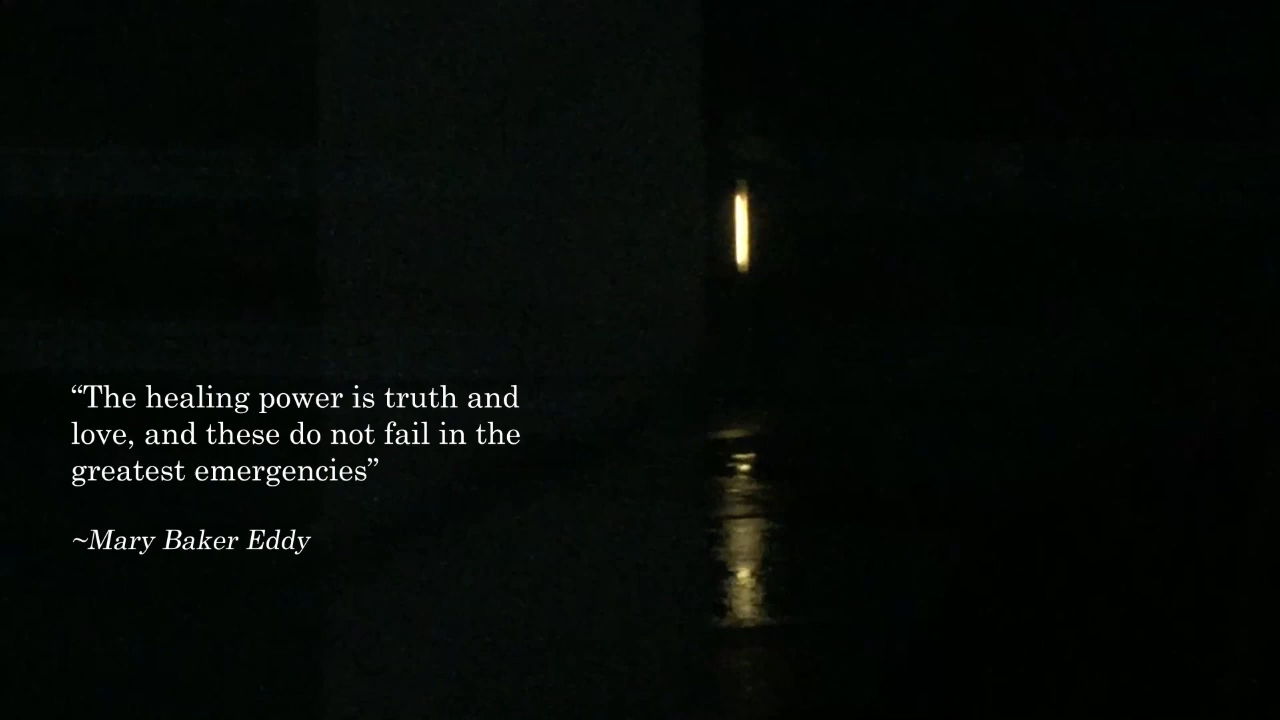 “The healing power is truth and
love, and these do not fail in the
greatest emergencies”
~Mary Baker Eddy